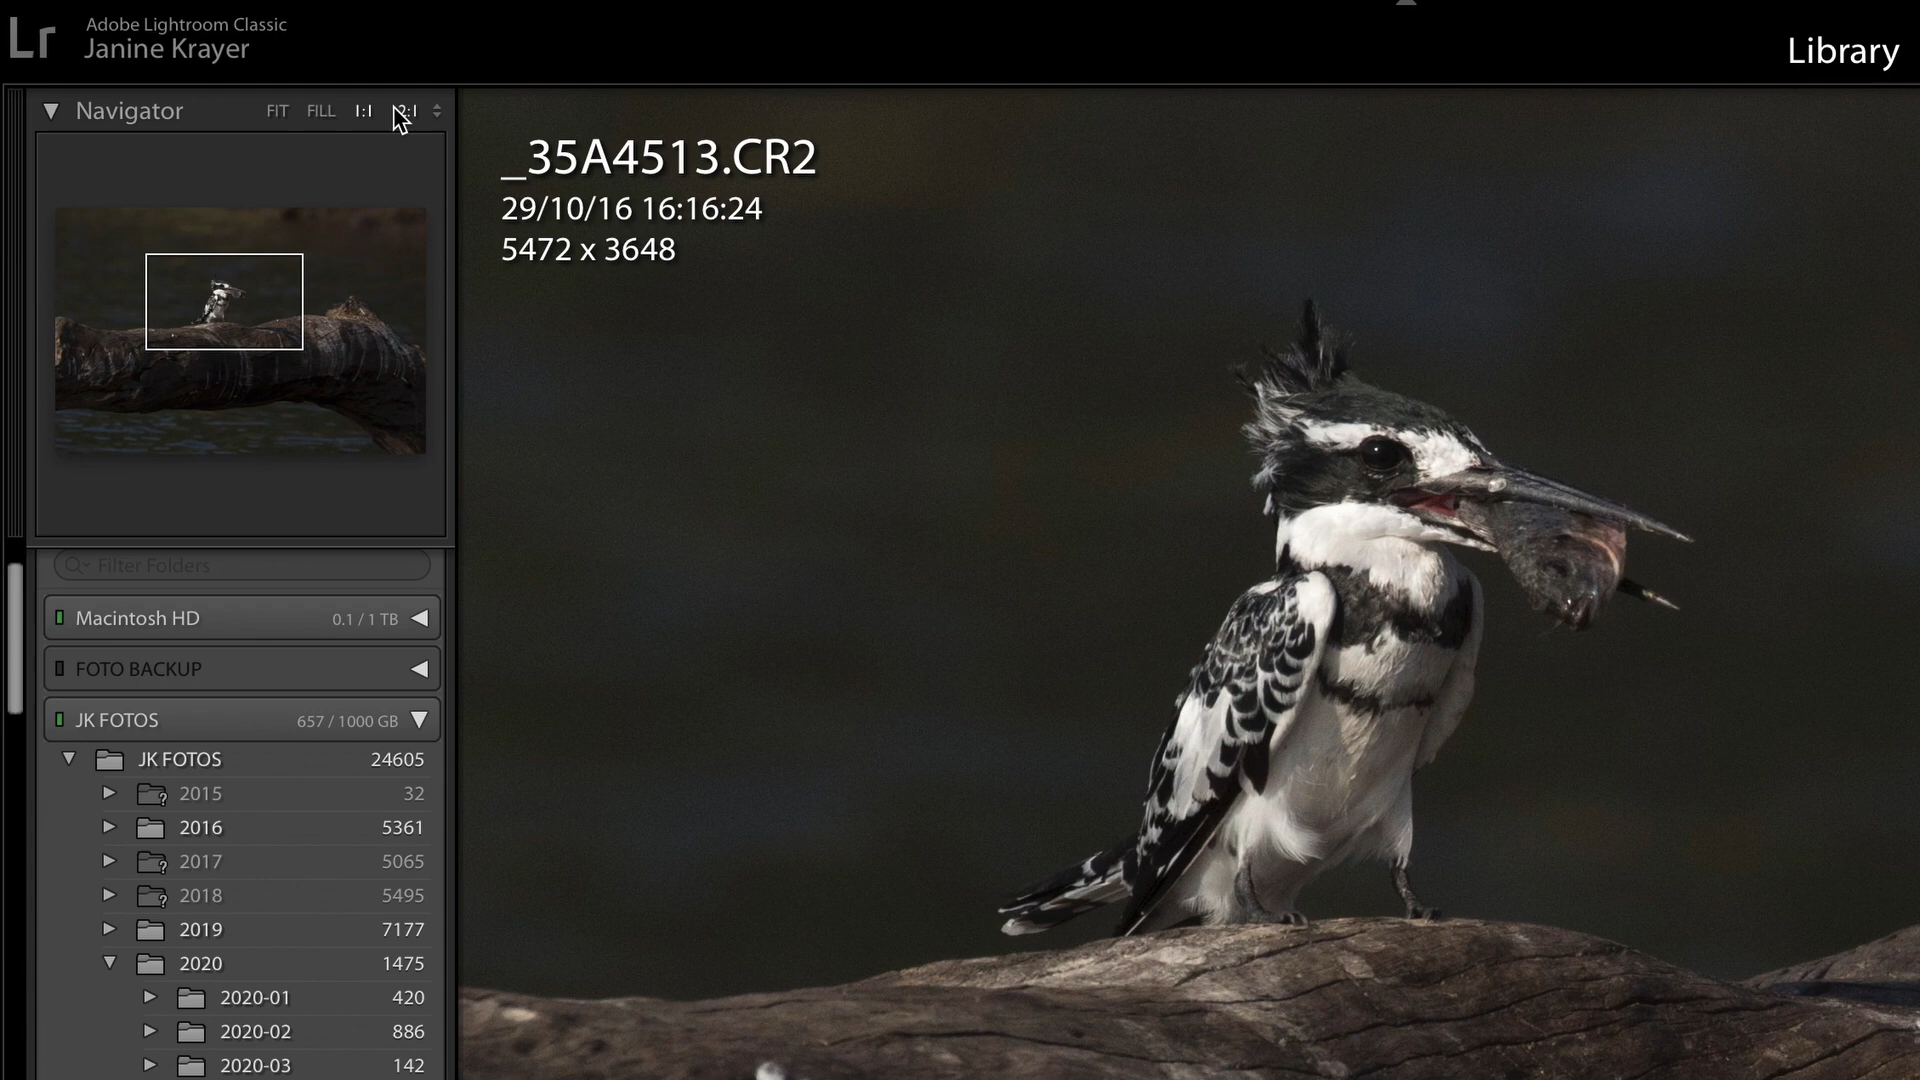 Lr
Adobe Lightroom Classic
Janine Krayer
Library
Navigator FIT FILL 1:1
_35A4513.CR2
29/10/16 16:16:24
5472 x 3648
Filter Folders
Macintosh HD 0.1 / 1 TB
FOTO BACKUP
JK FOTOS 657 / 1000 GB
JK FOTOS 24605
2015 32
2016 5361
2017 5065
2018 5495
2019 7177
2020 1475
2020-01 420
2020-02 886
2020-03 142